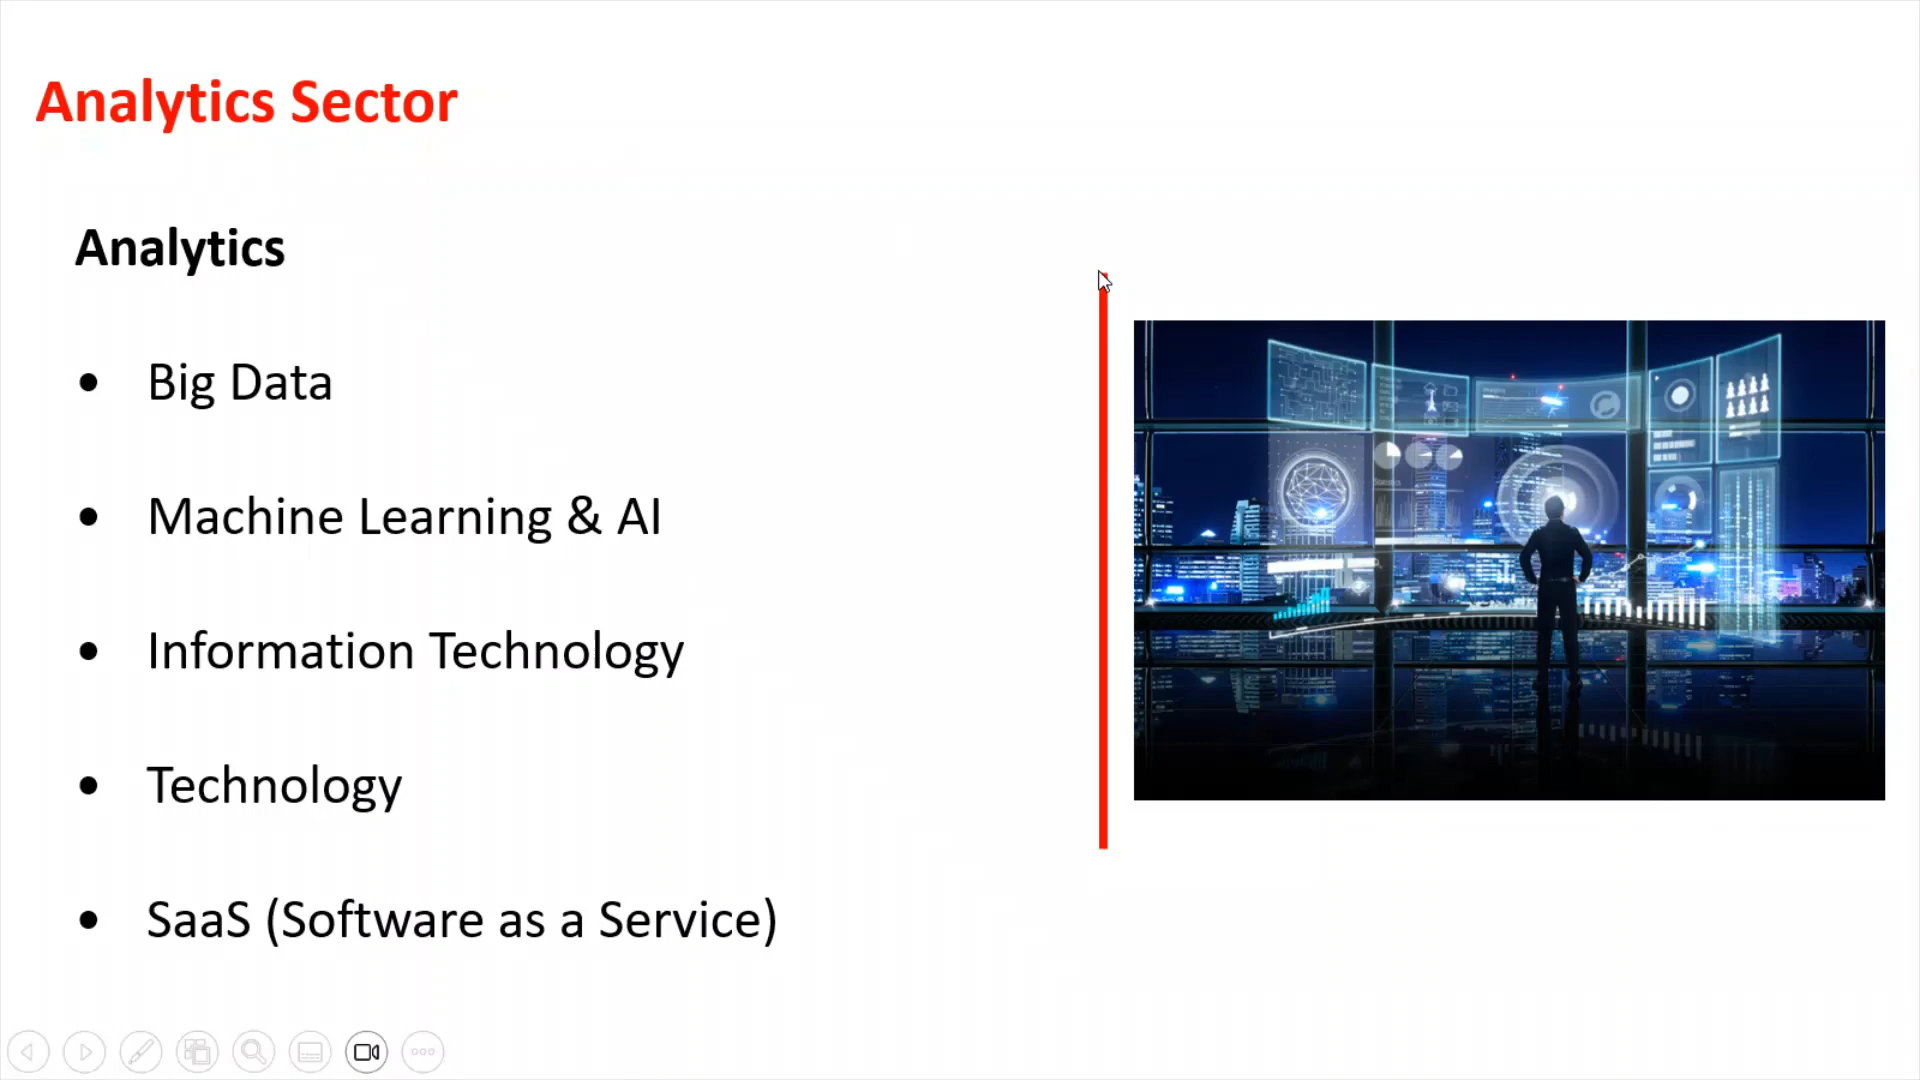 Analytics Sector
Analytics
• Big Data
• Machine Learning & AI
• Information Technology
• Technology
• SaaS (Software as a Service)